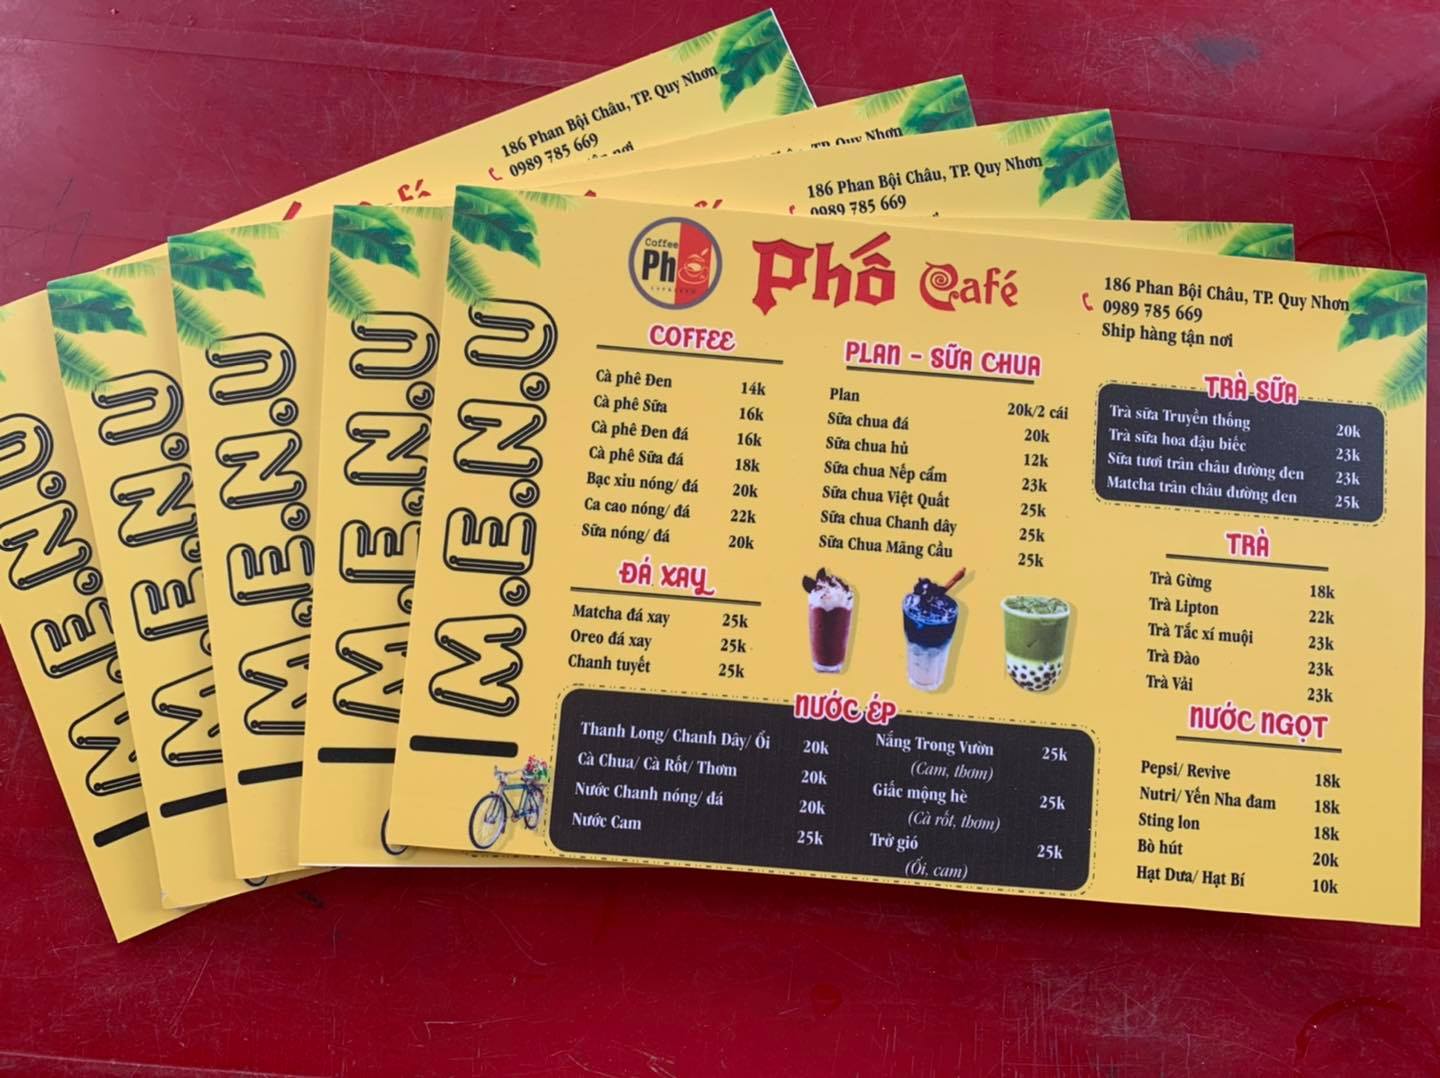 186 Phan Bội Châu, TP. Quy Nhơn
0989 785 669
TP. Quy Nhơn
186 Phan Bội Châu, TP. Quy Nhơn
0989 785 669
M.E.N.U
M.E.N.U
M.E.N.U
M.E.N.U
M.E.N.U
Coffee
Phố
Phố Café
186 Phan Bội Châu, TP. Quy Nhơn
0989 785 669
Ship hàng tận nơi
COFFEE
Cà phê Đen 14k
Cà phê Sữa 16k
Cà phê Đen đá 16k
Cà phê Sữa đá 18k
Bạc xỉu nóng/ đá 20k
Ca cao nóng/ đá 22k
Sữa nóng/ đá 20k
ĐÁ XAY
Matcha đá xay 25k
Oreo đá xay 25k
Chanh tuyết 25k
PLAN - SỮA CHUA
Plan 20k/2 cái
Sữa chua đá 20k
Sữa chua hủ 12k
Sữa chua Nếp cẩm 23k
Sữa chua Việt Quất 25k
Sữa chua Chanh dây 25k
Sữa Chua Mãng Cầu 25k
TRÀ SỮA
Trà sữa Truyền thống 20k
Trà sữa hoa đậu biếc 23k
Sữa tươi trân châu đường đen 23k
Matcha trân châu đường đen 25k
TRÀ
Trà Gừng 18k
Trà Lipton 22k
Trà Tắc xí muội 23k
Trà Đào 23k
Trà Vải 23k
NƯỚC ÉP
Thanh Long/ Chanh Dây/ Ổi 20k
Cà Chua/ Cà Rốt/ Thơm 20k
Nước Chanh nóng/ đá 20k
Nước Cam 25k
Nắng Trong Vườn 25k
(Cam, thơm)
Giấc mộng hè 25k
(Cà rốt, thơm)
Trở gió 25k
(Ổi, cam)
NƯỚC NGỌT
Pepsi/ Revive 18k
Nutri/ Yến Nha đam 18k
Sting lon 18k
Bò hút 20k
Hạt Dưa/ Hạt Bí 10k